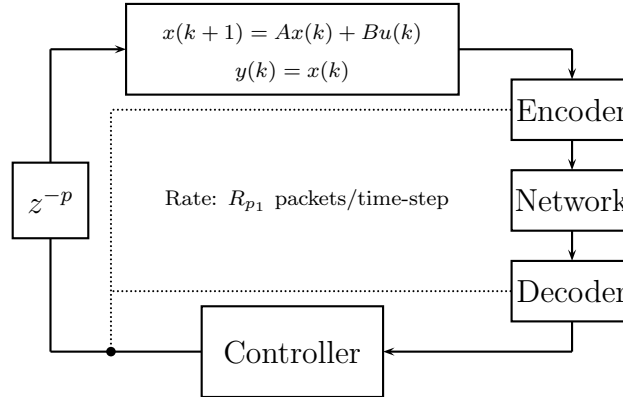 x(k + 1) = Ax(k) + Bu(k)
y(k) = x(k)
Encoder
z^{-p}
Rate: R_{p_1} packets/time-step
Network
Decoder
Controller